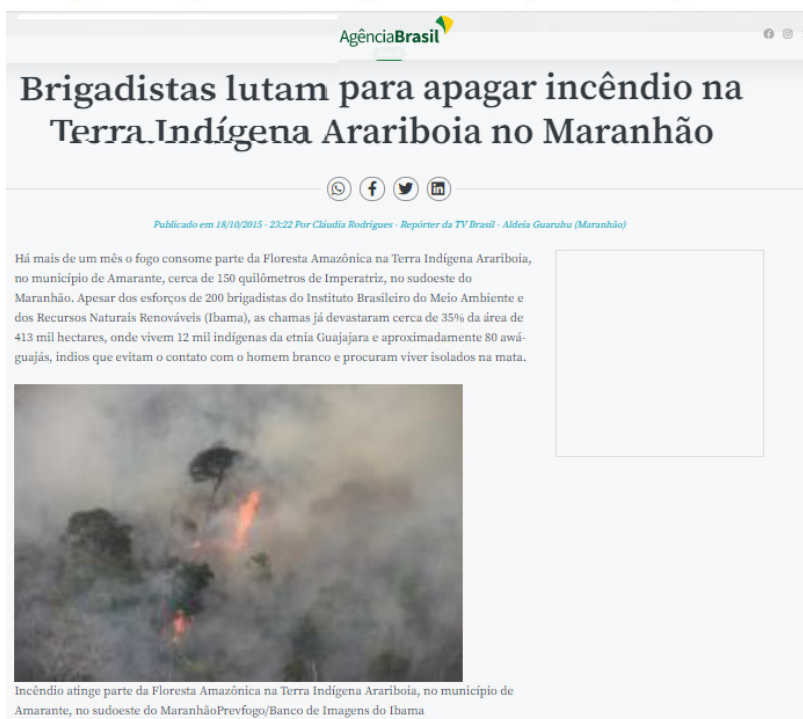 AgênciaBrasil
Brigadistas lutam para apagar incêndio na
Terra Indígena Arariboia no Maranhão
Publicado em 18/10/2015 - 23:22 Por Cláudia Rodrigues - Repórter da TV Brasil - Aldeia Guaruhu (Maranhão)
Há mais de um mês o fogo consome parte da Floresta Amazônica na Terra Indígena Arariboia,
no município de Amarante, cerca de 150 quilômetros de Imperatriz, no sudoeste do
Maranhão. Apesar dos esforços de 200 brigadistas do Instituto Brasileiro do Meio Ambiente e
dos Recursos Naturais Renováveis (Ibama), as chamas já devastaram cerca de 35% da área de
413 mil hectares, onde vivem 12 mil indígenas da etnia Guajajara e aproximadamente 80 awá-
guajás, indios que evitam o contato com o homem branco e procuram viver isolados na mata.
Incêndio atinge parte da Floresta Amazônica na Terra Indígena Arariboia, no município de
Amarante, no sudoeste do MaranhãoPrevfogo/Banco de Imagens do Ibama